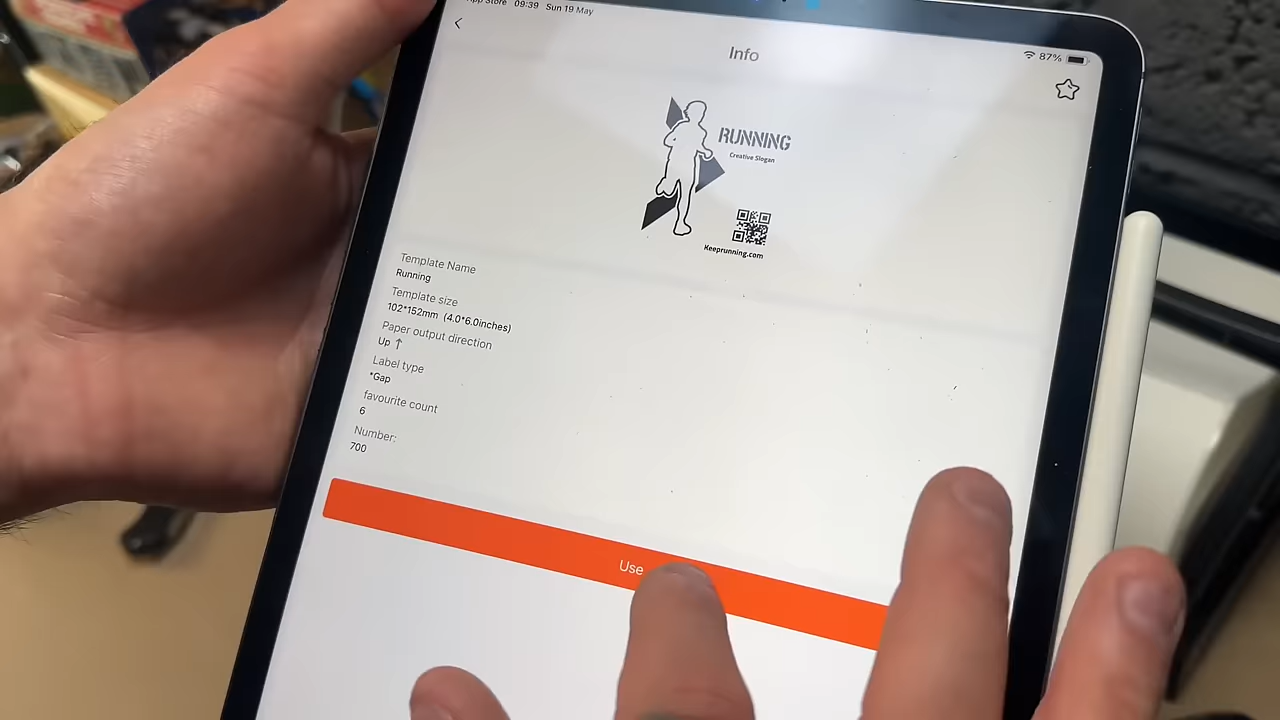 App Store 09:39 Sun 19 May
87%
Info
RUNNING
Creative Slogan
Keeprunning.com
Template Name
Running
Template size
102*152mm (4.0*6.0inches)
Paper output direction
Up ↑
Label type
*Gap
favourite count
6
Number:
700
Use